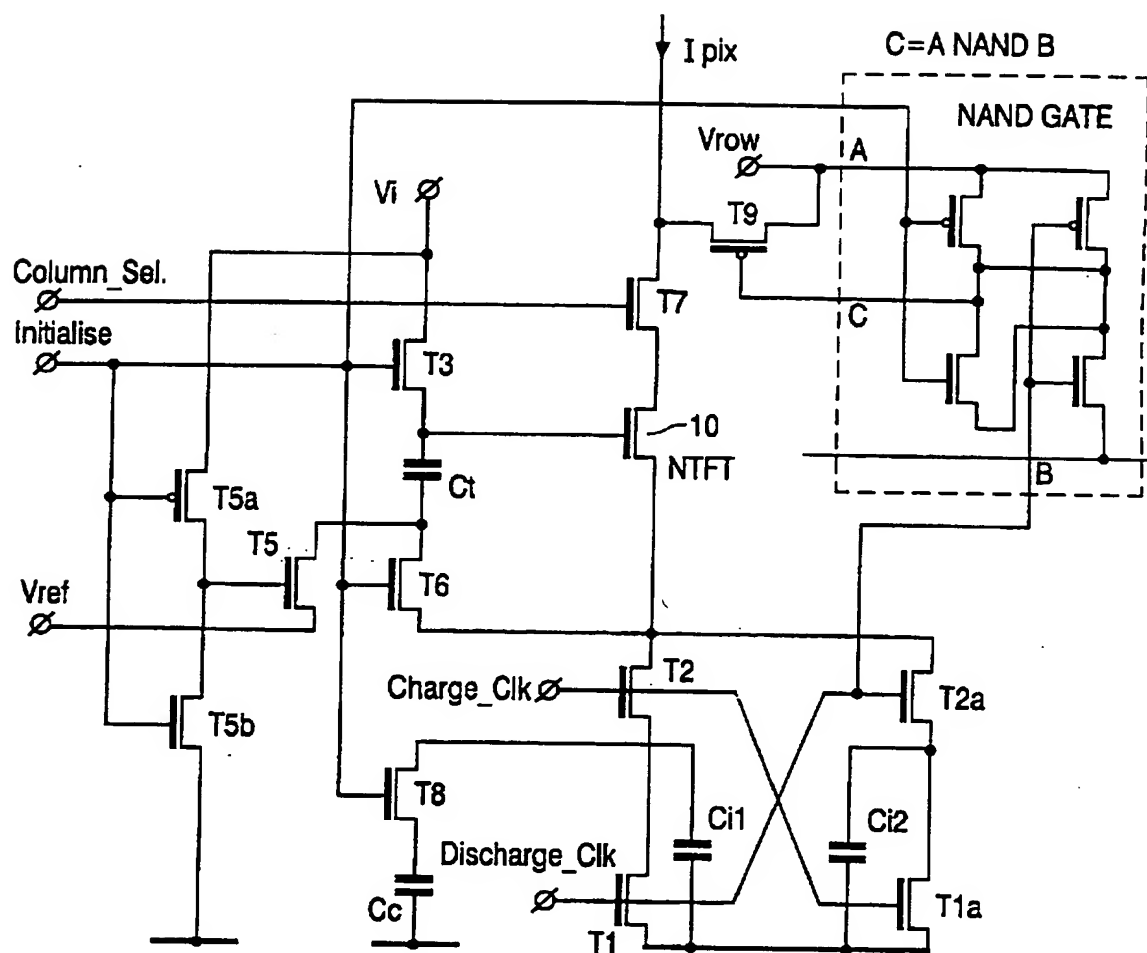 I pix
C=A NAND B
NAND GATE
Vrow
A
Vi
T9
Column_Sel.
T7
Initialise
C
T3
10
NTFT
Ct
B
T5a
T5
T6
Vref
T2
Charge_Clk
T2a
T5b
T8
Ci1
Ci2
Discharge_Clk
Cc
T1a
T1